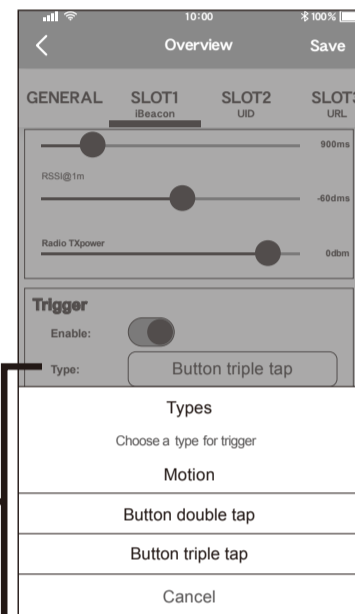 10:00
100%
Overview
Save
GENERAL
SLOT1
SLOT2
SLOT3
iBeacon
UID
URL
900ms
RSSI@1m
-60dms
Radio TXpower
0dbm
Trigger
Enable:
Type:
Button triple tap
Types
Choose a type for trigger
Motion
Button double tap
Button triple tap
Cancel